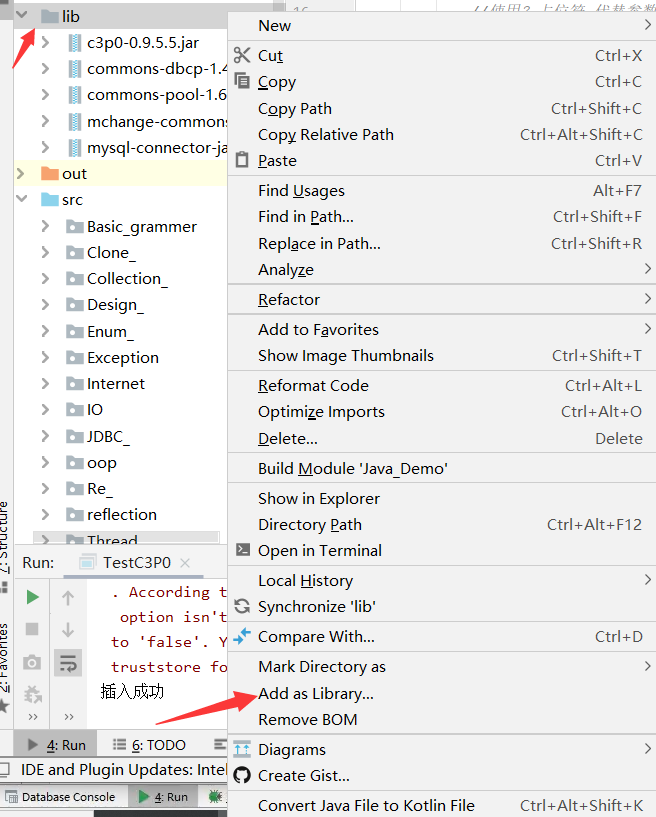 lib
c3p0-0.9.5.5.jar
commons-dbcp-1.4
commons-pool-1.6
mchange-commons
mysql-connector-ja
out
src
Basic_grammer
Clone_
Collection_
Design_
Enum_
Exception
Internet
IO
JDBC_
oop
Re_
reflection
Thread
16
//使用? 占位符 代替参数
New
Cut Ctrl+X
Copy Ctrl+C
Copy Path Ctrl+Shift+C
Copy Relative Path Ctrl+Alt+Shift+C
Paste Ctrl+V
Find Usages Alt+F7
Find in Path... Ctrl+Shift+F
Replace in Path... Ctrl+Shift+R
Analyze
Refactor
Add to Favorites
Show Image Thumbnails Ctrl+Shift+T
Reformat Code Ctrl+Alt+L
Optimize Imports Ctrl+Alt+O
Delete... Delete
Build Module 'Java_Demo'
Show in Explorer
Directory Path Ctrl+Alt+F12
Open in Terminal
Local History
Synchronize 'lib'
Compare With... Ctrl+D
Mark Directory as
Add as Library...
Remove BOM
Diagrams
Create Gist...
Convert Java File to Kotlin File Ctrl+Alt+Shift+K
7: Structure
2: Favorites
Run: TestC3P0
. According t
option isn't
to 'false'. Y
truststore fo
插入成功
4: Run 6: TODO
IDE and Plugin Updates: Intel
Database Console 4: Run